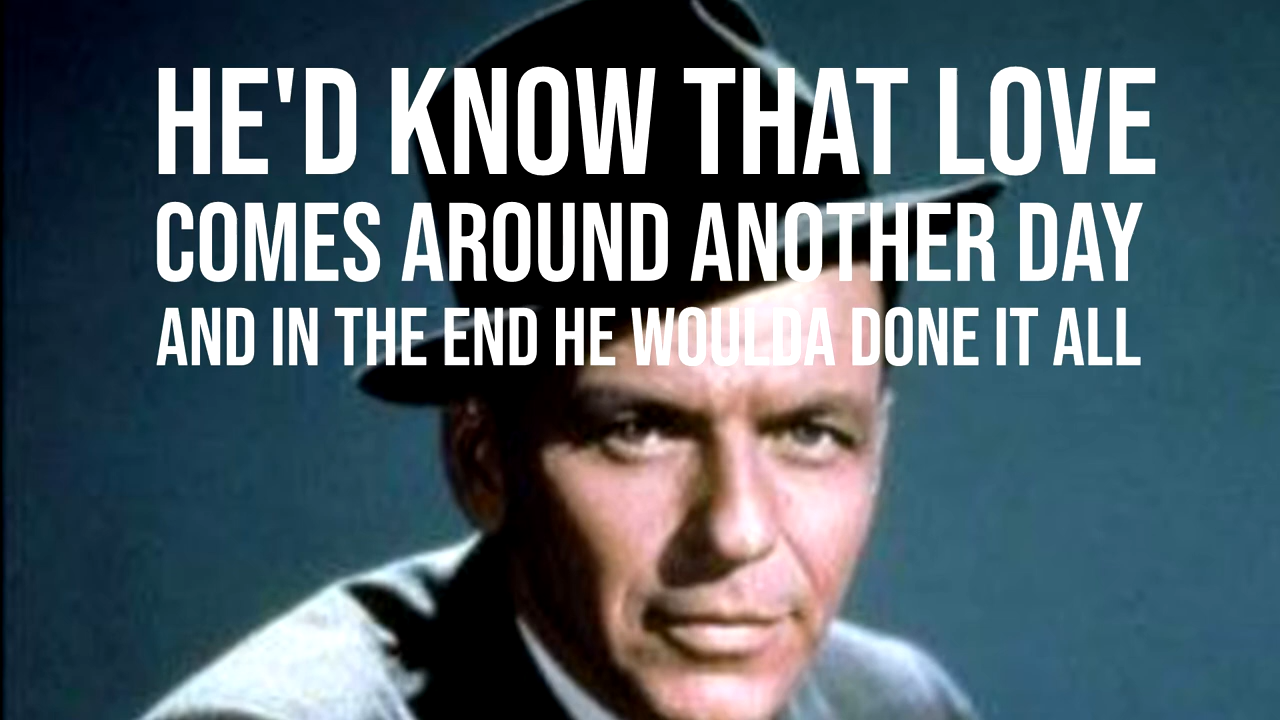 HE'D KNOW THAT LOVE
COMES AROUND ANOTHER DAY
AND IN THE END HE WOULDA DONE IT ALL